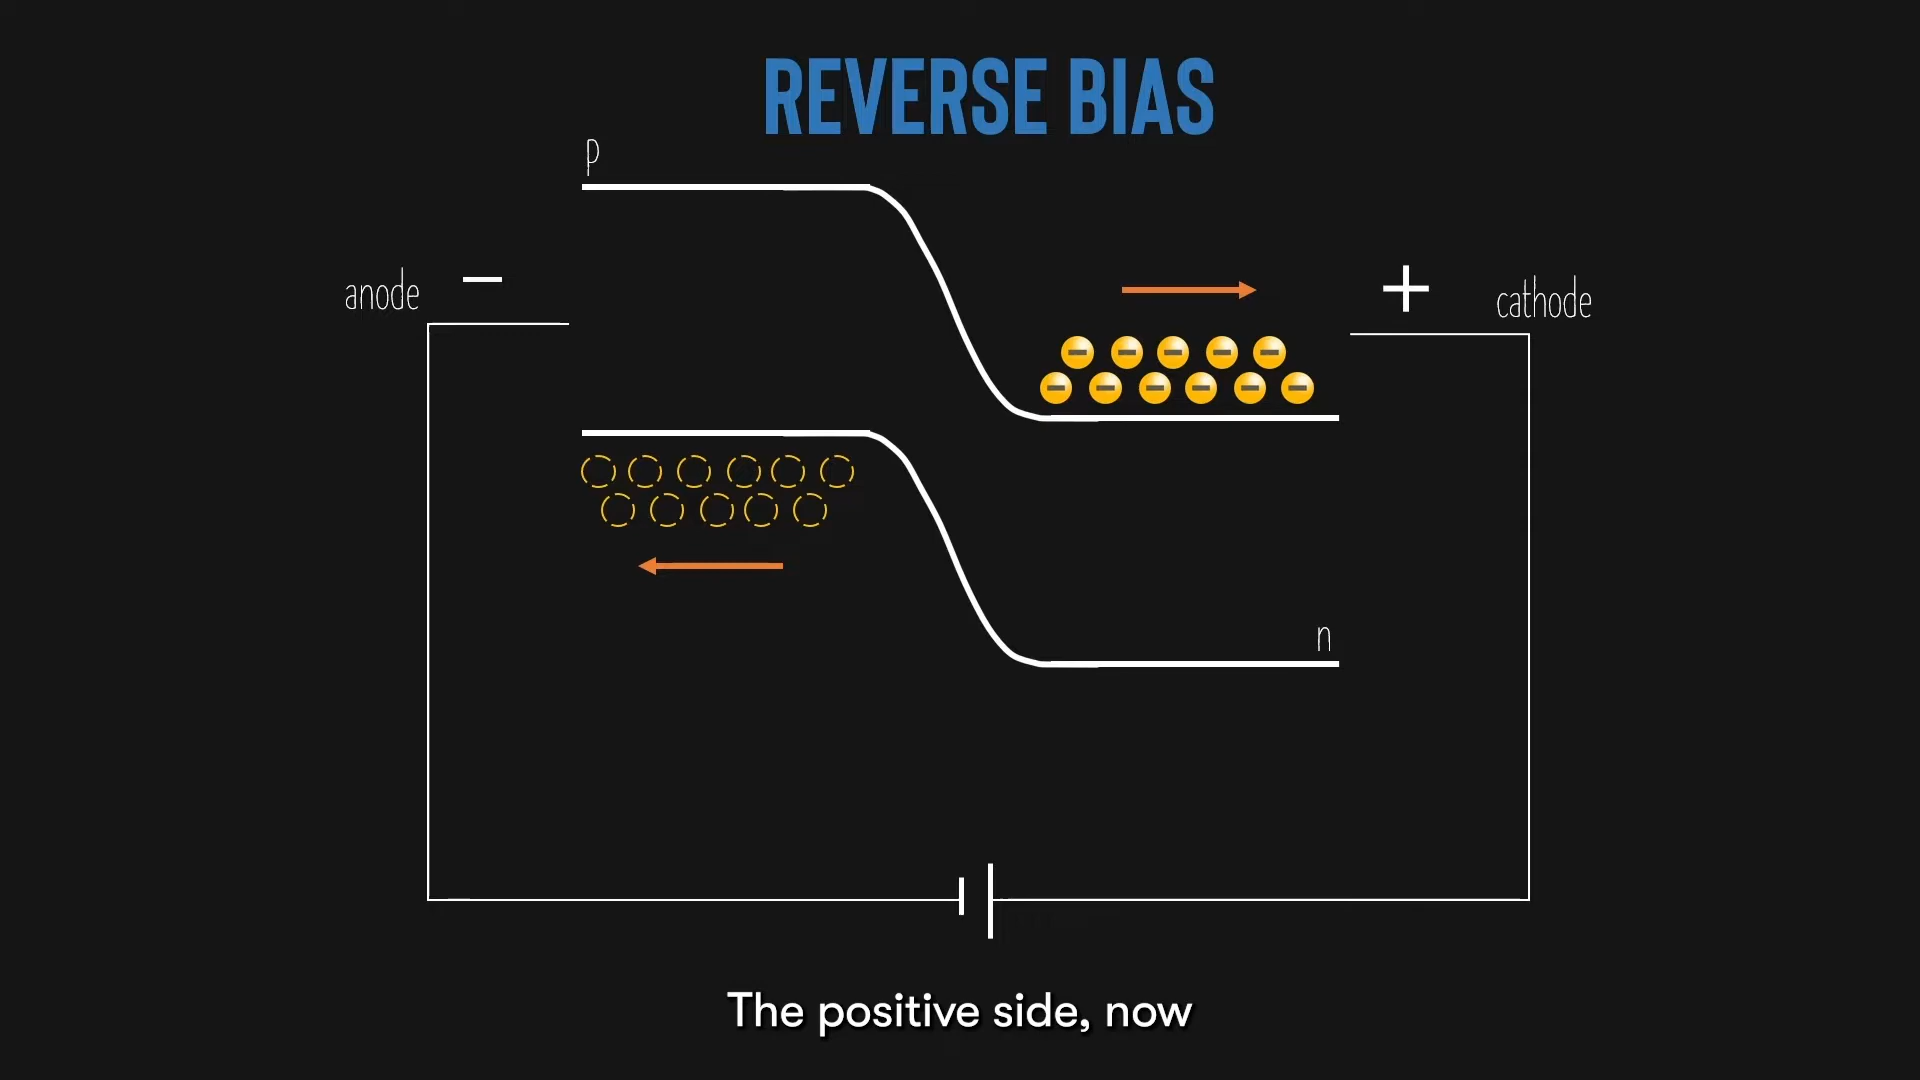 REVERSE BIAS
p
anode
cathode
n
The positive side, now